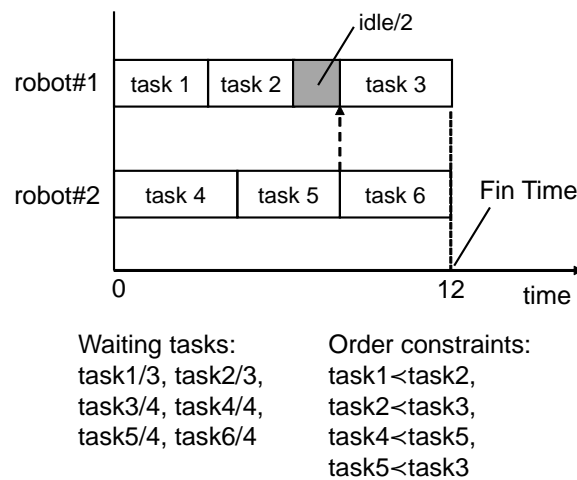 idle/2
robot#1
task 1
task 2
task 3
robot#2
task 4
task 5
task 6
Fin Time
0
12
time
Waiting tasks:
task1/3, task2/3,
task3/4, task4/4,
task5/4, task6/4
Order constraints:
task1≺task2,
task2≺task3,
task4≺task5,
task5≺task3